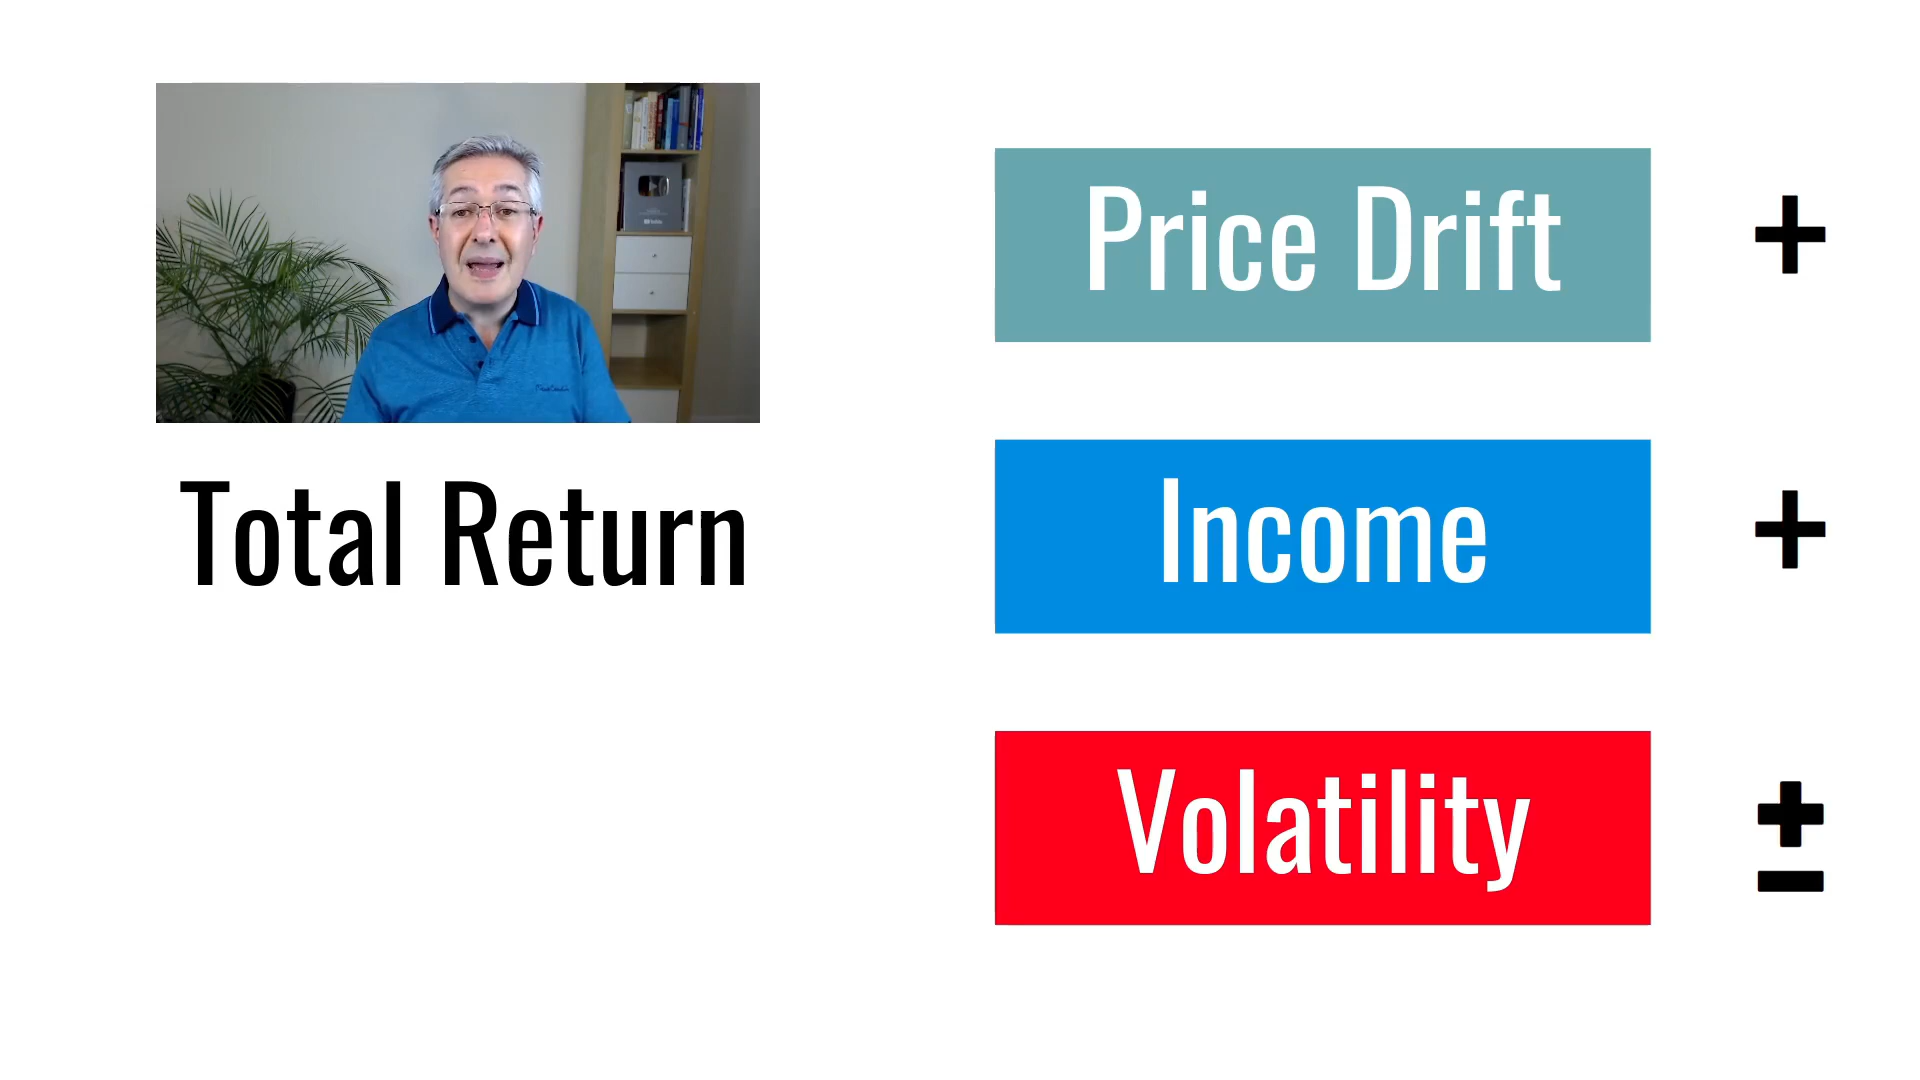 Total Return
Price Drift +
Income +
Volatility ±